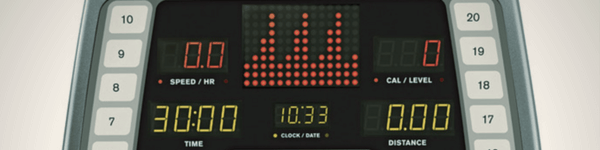 10
20
9
0.0
0
19
SPEED / HR
CAL / LEVEL
8
18
7
30:00
10:33
0.00
17
CLOCK / DATE
TIME
DISTANCE